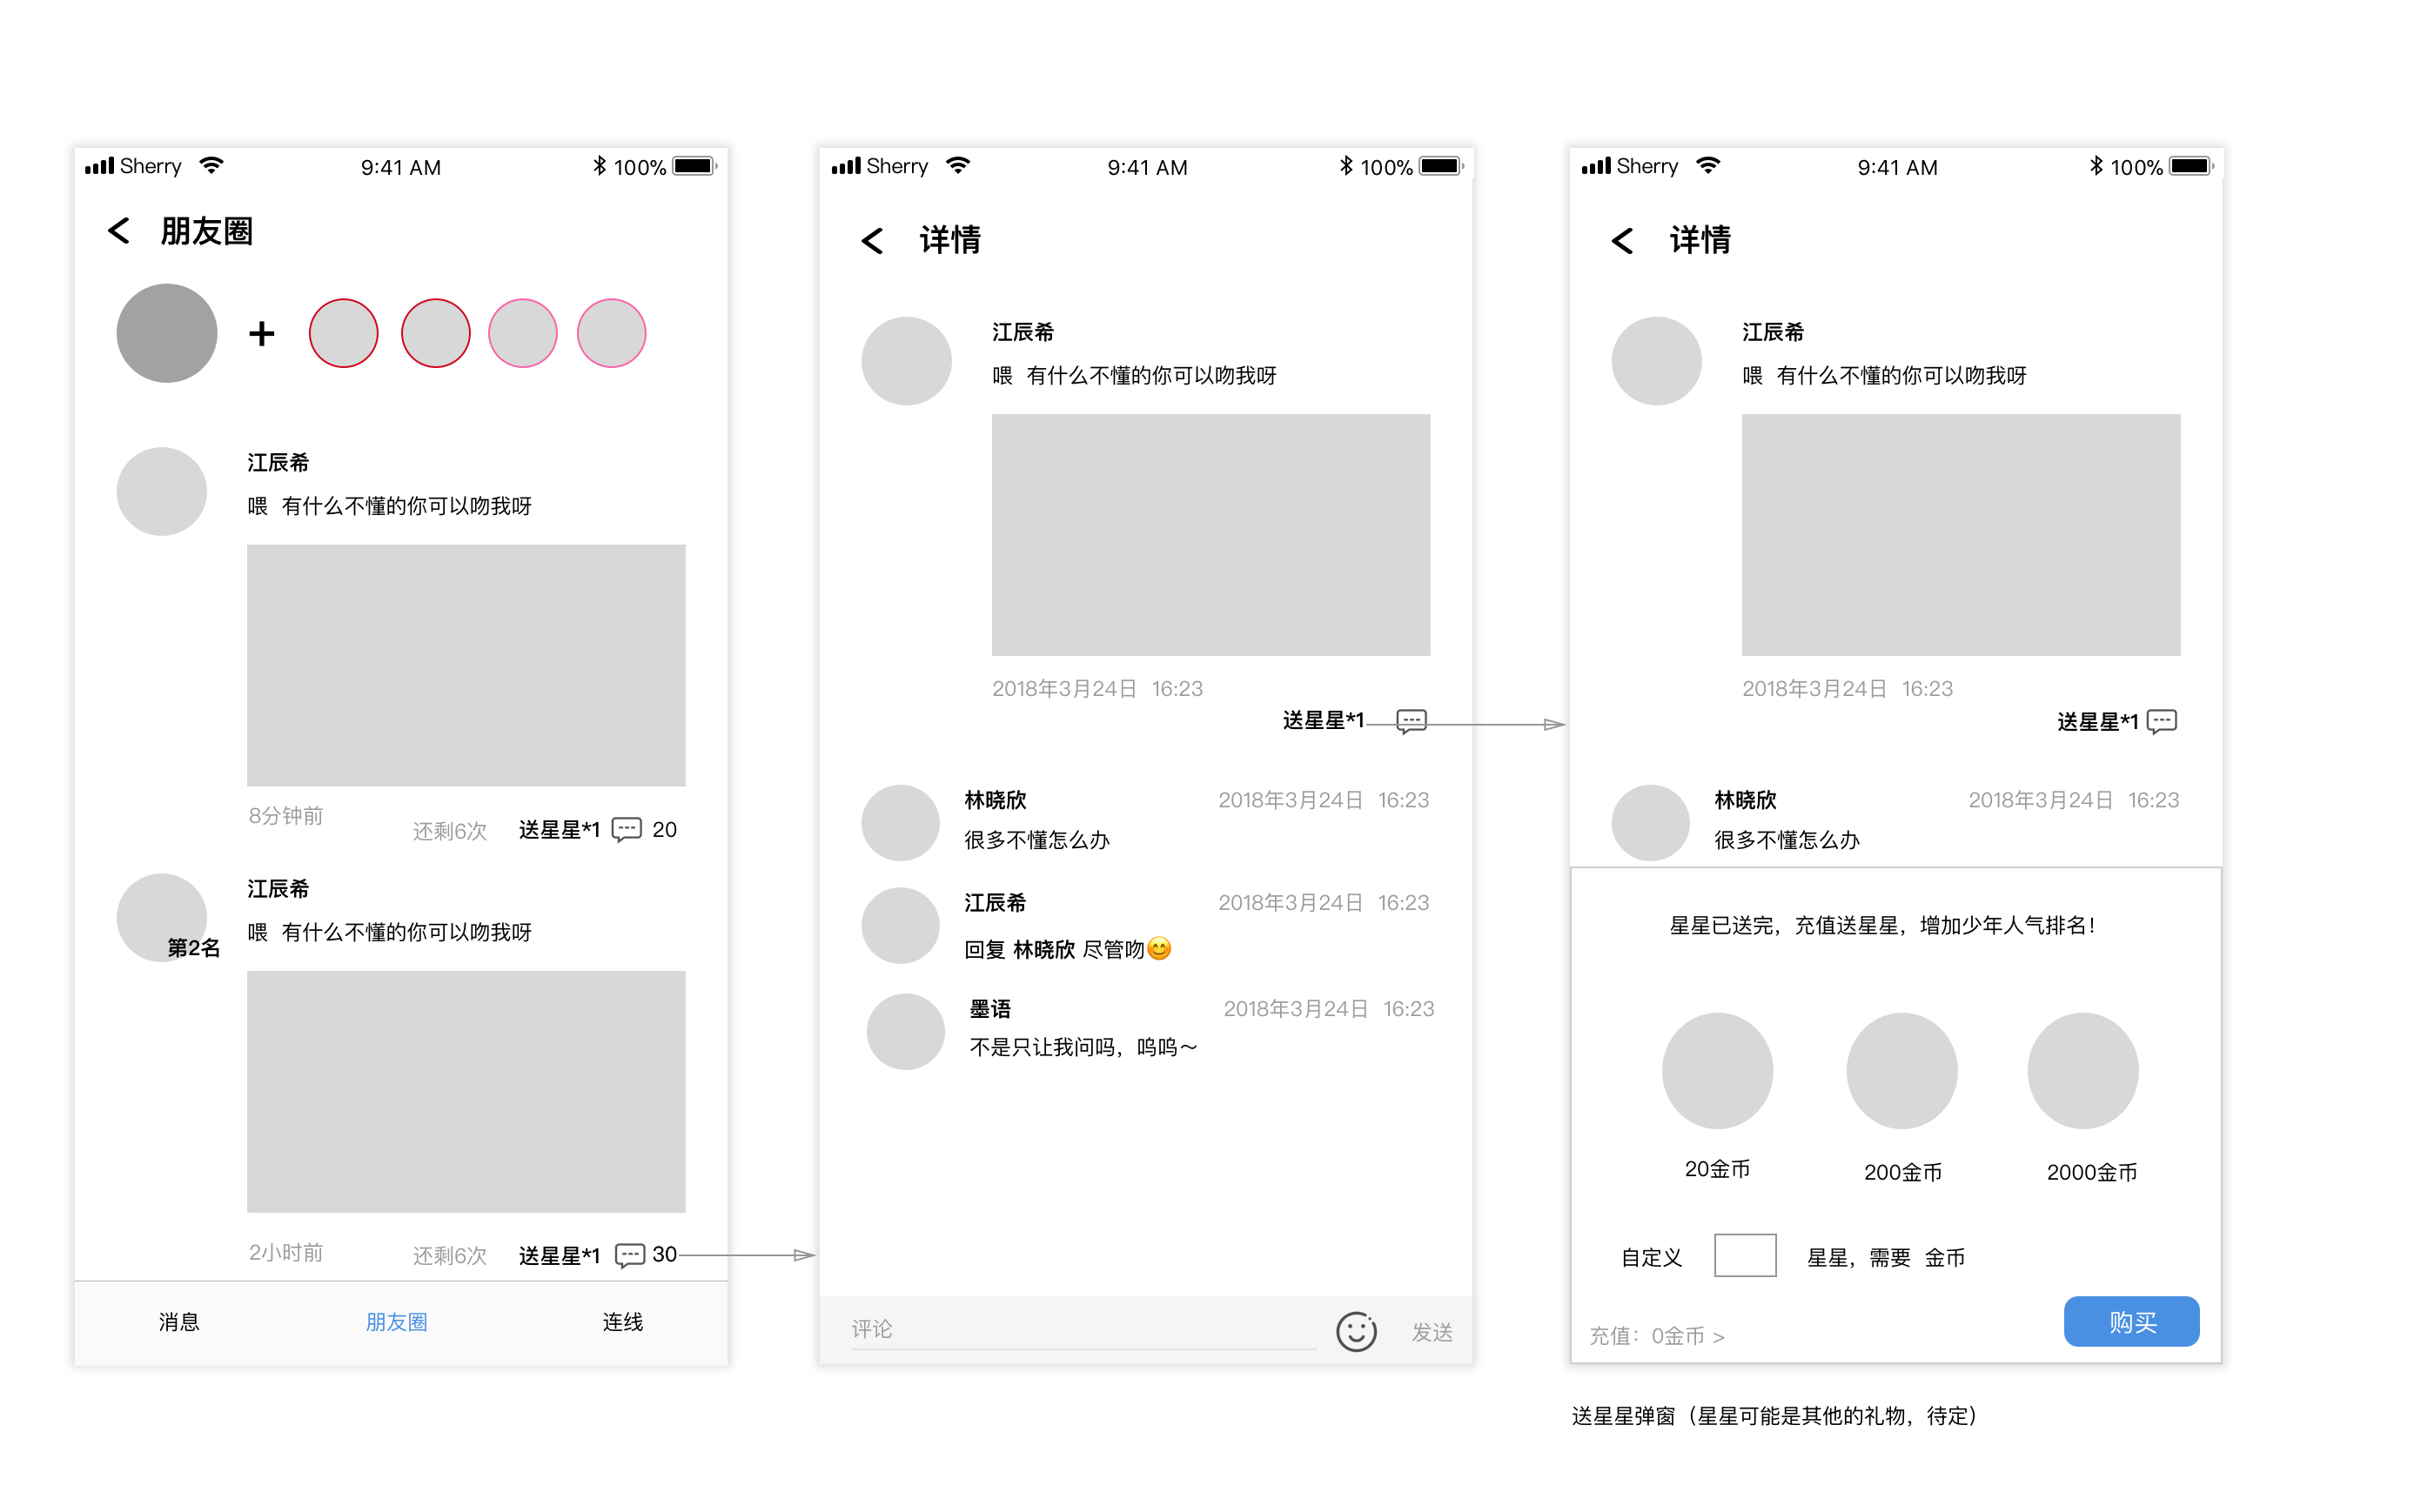 Sherry 9:41 AM 100%
朋友圈
+
江辰希
喂 有什么不懂的你可以吻我呀
8分钟前 还剩6次 送星星*1 20
江辰希
第2名 喂 有什么不懂的你可以吻我呀
2小时前 还剩6次 送星星*1 30
消息 朋友圈 连线
Sherry 9:41 AM 100%
详情
江辰希
喂 有什么不懂的你可以吻我呀
2018年3月24日 16:23
送星星*1
林晓欣 2018年3月24日 16:23
很多不懂怎么办
江辰希 2018年3月24日 16:23
回复 林晓欣 尽管吻😊
墨语 2018年3月24日 16:23
不是只让我问吗，呜呜～
评论 发送
Sherry 9:41 AM 100%
详情
江辰希
喂 有什么不懂的你可以吻我呀
2018年3月24日 16:23
送星星*1
林晓欣 2018年3月24日 16:23
很多不懂怎么办
星星已送完，充值送星星，增加少年人气排名！
20金币 200金币 2000金币
自定义 星星，需要 金币
充值：0金币 > 购买
送星星弹窗（星星可能是其他的礼物，待定）